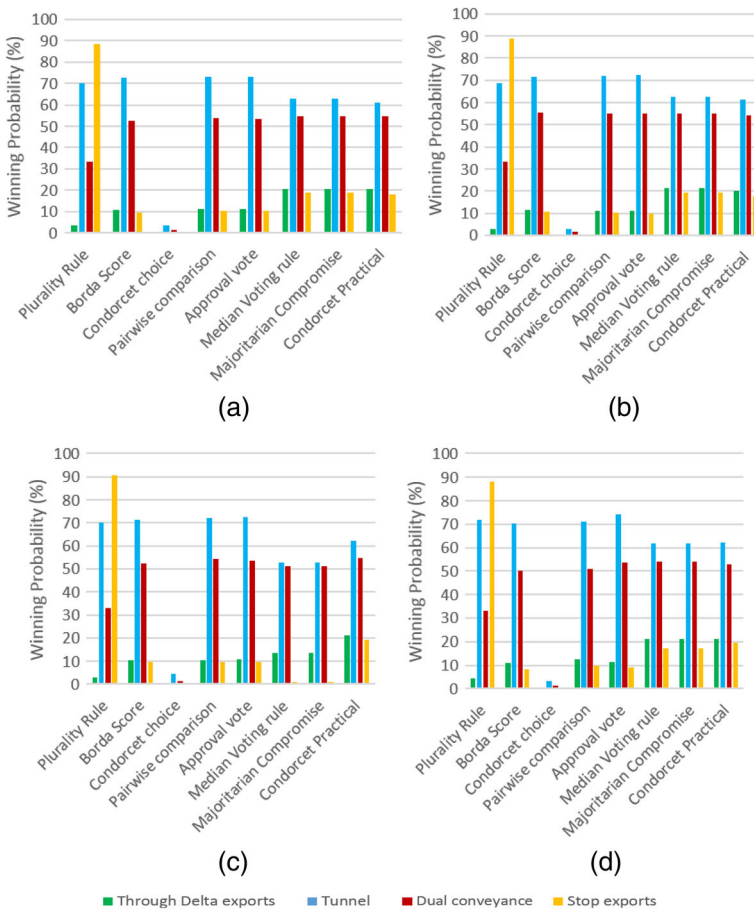 100
90
80
70
60
50
40
30
20
10
0
Winning Probability (%)
Plurality Rule
Borda Score
Condorcet choice
Pairwise comparison
Approval vote
Median Voting rule
Majoritarian Compromise
Condorcet Practical
(a)
100
90
80
70
60
50
40
30
20
10
0
Winning Probability (%)
Plurality Rule
Borda Score
Condorcet choice
Pairwise comparison
Approval vote
Median Voting rule
Majoritarian Compromise
Condorcet Practical
(b)
100
90
80
70
60
50
40
30
20
10
0
Winning Probability (%)
Plurality Rule
Borda Score
Condorcet choice
Pairwise comparison
Approval vote
Median Voting rule
Majoritarian Compromise
Condorcet Practical
(c)
100
90
80
70
60
50
40
30
20
10
0
Winning Probability (%)
Plurality Rule
Borda Score
Condorcet choice
Pairwise comparison
Approval vote
Median Voting rule
Majoritarian Compromise
Condorcet Practical
(d)
Through Delta exports Tunnel Dual conveyance Stop exports